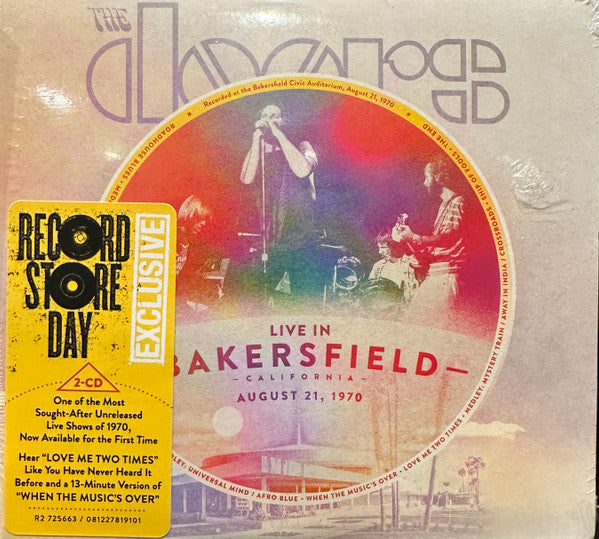 THE
doors
Recorded at the Bakersfield Civic Auditorium, August 21, 1970
ROADHOUSE BLUES • MED
• THE END
SHIP OF FOOLS •
CROSSROADS •
MEDLEY: MYSTERY TRAIN / AWAY IN INDIA /
LOVE ME TWO TIMES •
WHEN THE MUSIC'S OVER •
DLEY: UNIVERSAL MIND / AFRO BLUE •
LIVE IN
BAKERSFIELD
CALIFORNIA
AUGUST 21, 1970
RECORD
STORE
DAY
EXCLUSIVE
2-CD
One of the Most
Sought-After Unreleased
Live Shows of 1970,
Now Available for the First Time
Hear “LOVE ME TWO TIMES”
Like You Have Never Heard It
Before and a 13-Minute Version of
“WHEN THE MUSIC'S OVER”
R2 725663 / 081227819101